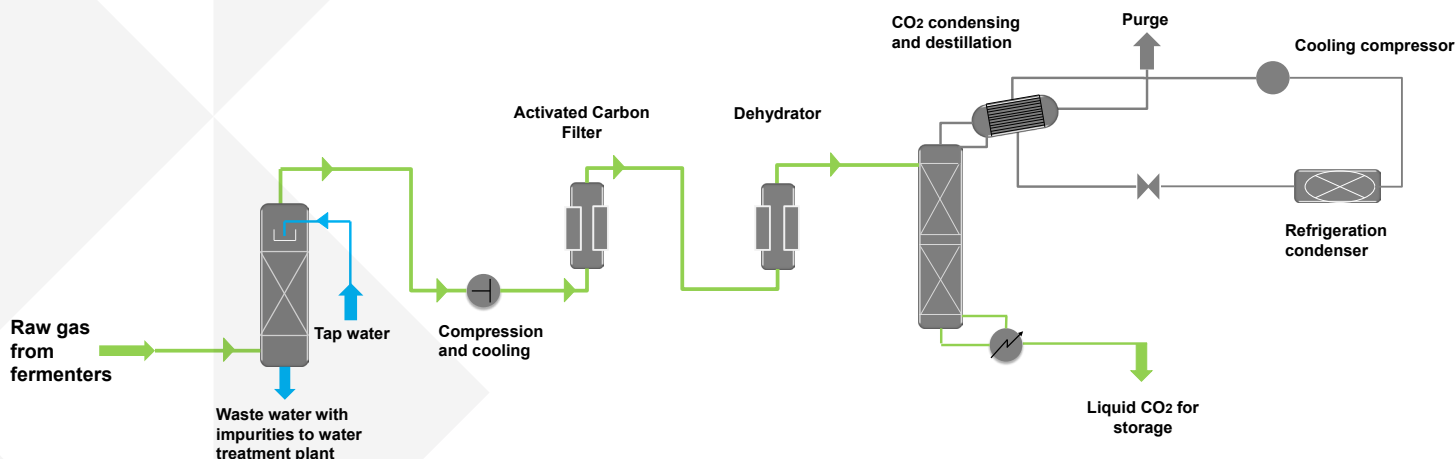 CO2 condensing
and destillation
Purge
Cooling compressor
Activated Carbon
Filter
Dehydrator
Refrigeration
condenser
Tap water
Compression
and cooling
Raw gas
from
fermenters
Liquid CO2 for
storage
Waste water with
impurities to water
treatment plant